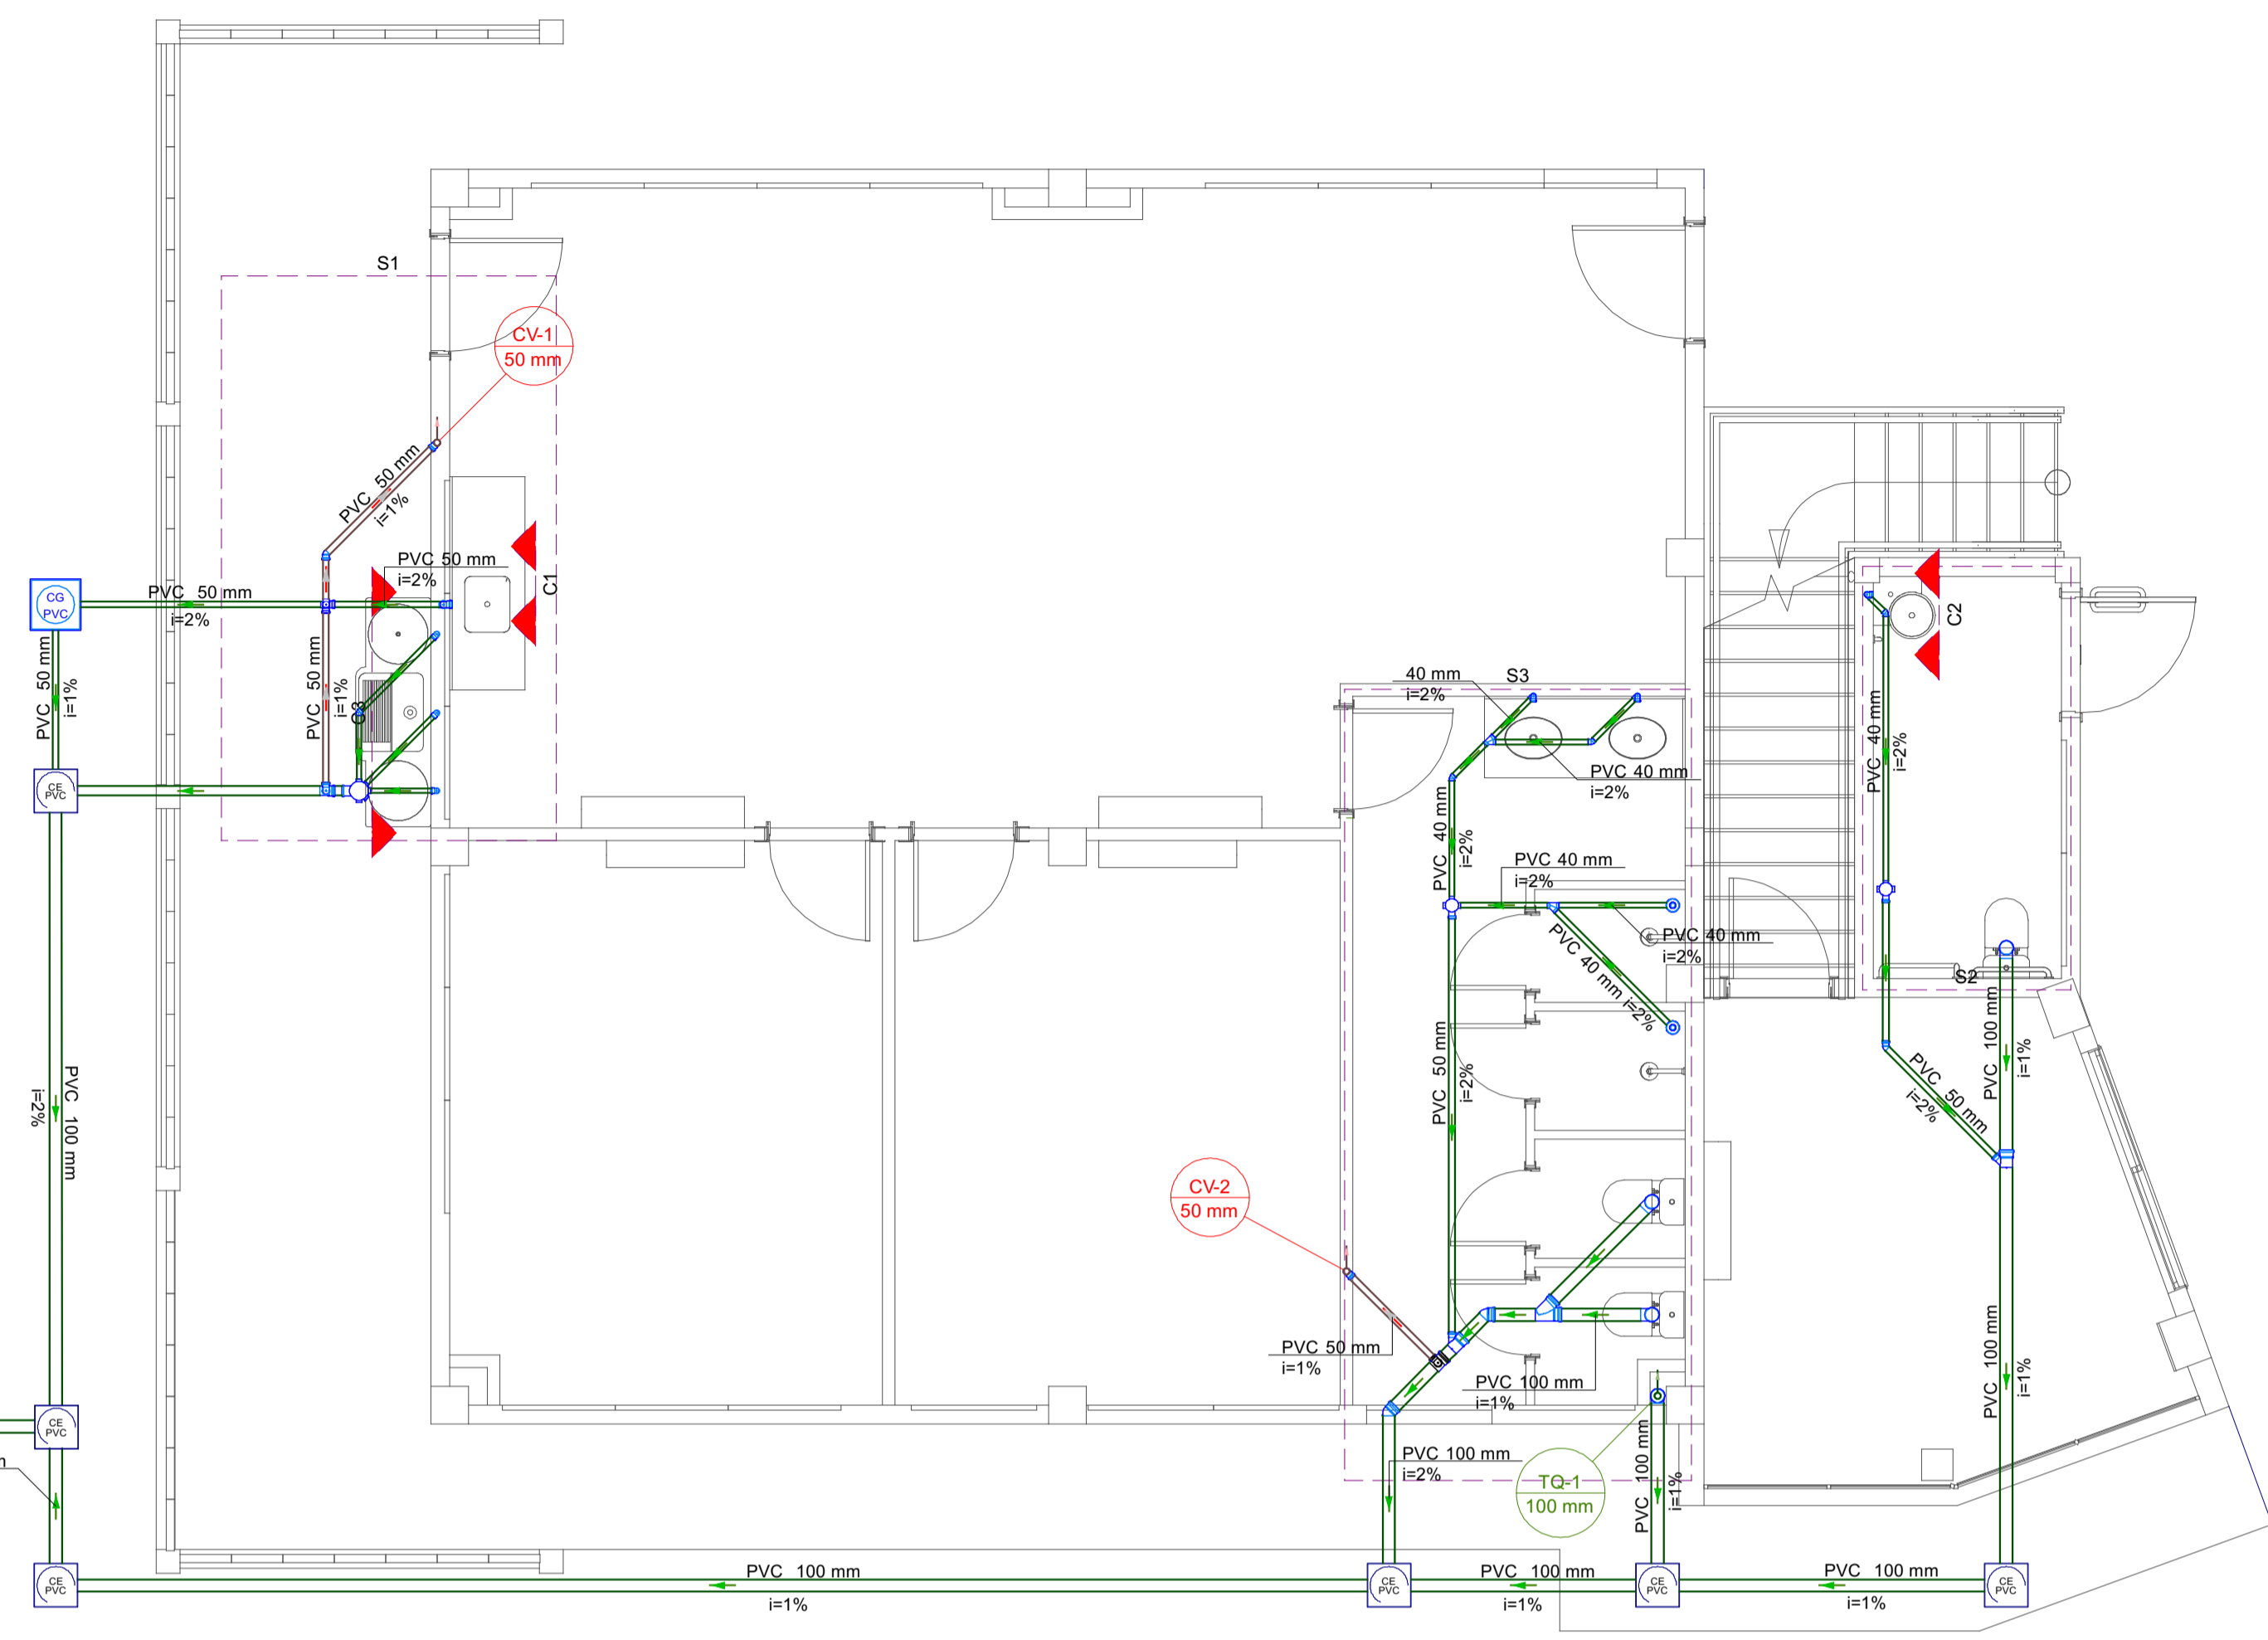 S1
CV-1
50 mm
PVC 50 mm
i=1%
PVC 50 mm
i=2%
C1
CG
PVC
PVC 50 mm
i=2%
PVC 50 mm
i=1%
PVC 50 mm
i=1%
C3
CE
PVC
C2
40 mm
i=2%
S3
PVC 40 mm
i=2%
PVC 40 mm
i=2%
PVC 40 mm
i=2%
PVC 40 mm
i=2%
PVC 40 mm
i=2%
PVC 40 mm i=2%
S2
PVC 50 mm
i=2%
PVC 100 mm
i=1%
PVC 50 mm
i=2%
PVC 100 mm
i=2%
CV-2
50 mm
PVC 50 mm
i=1%
PVC 100 mm
i=1%
PVC 100 mm
i=1%
CE
PVC
PVC 100 mm
i=2%
TQ-1
100 mm
PVC 100 mm
i=1%
m
CE
PVC
PVC 100 mm
i=1%
CE
PVC
PVC 100 mm
i=1%
CE
PVC
PVC 100 mm
i=1%
CE
PVC